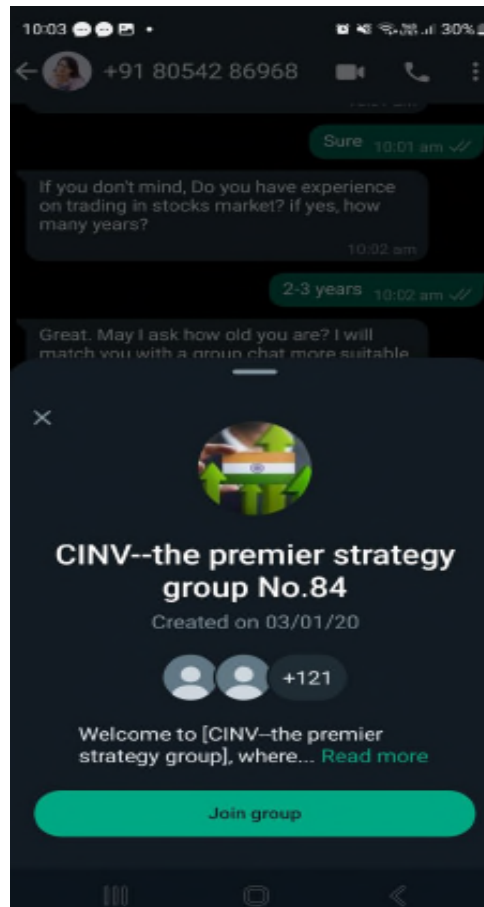 10:03
30%
+91 80542 86968
Sure 10:01 am
If you don't mind, Do you have experience
on trading in stocks market? if yes, how
many years?
10:02 am
2-3 years 10:02 am
Great. May I ask how old you are? I will
match you with a group chat more suitable
CINV--the premier strategy
group No.84
Created on 03/01/20
+121
Welcome to [CINV–the premier
strategy group], where... Read more
Join group